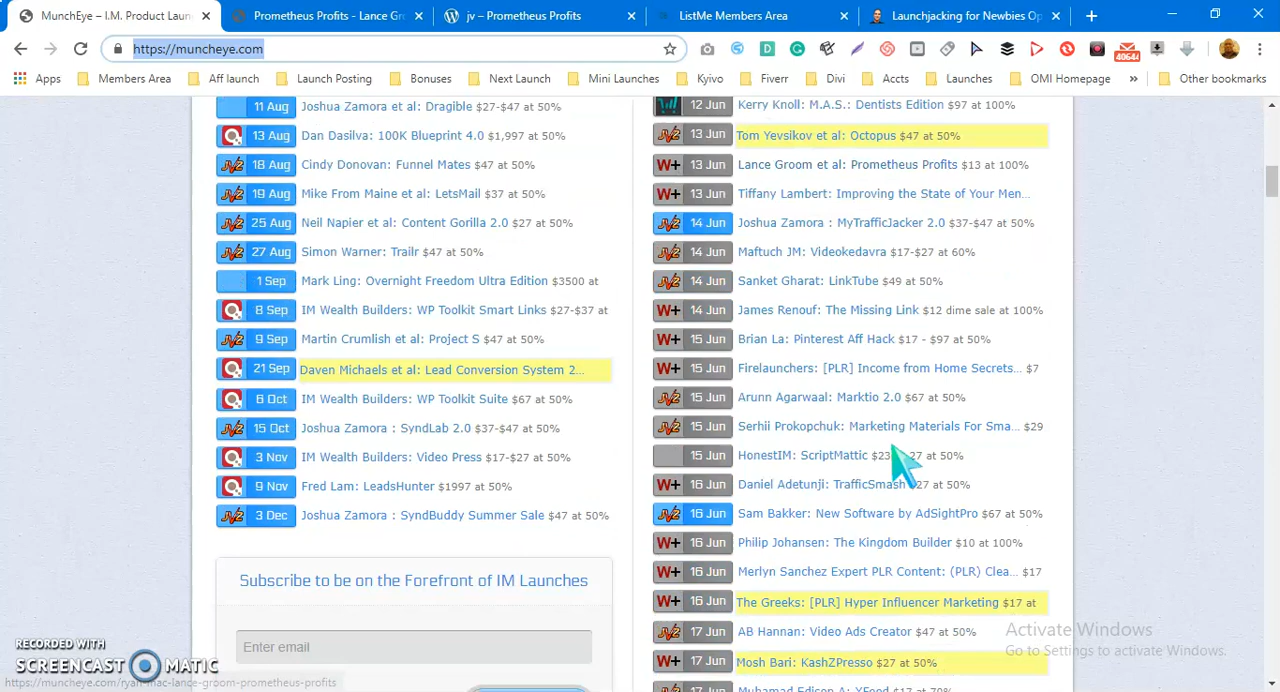 MunchEye – I.M. Product Laun
Prometheus Profits - Lance Gr
jv – Prometheus Profits
ListMe Members Area
Launchjacking for Newbies Op
https://muncheye.com
40644
Apps
Members Area
Aff launch
Launch Posting
Bonuses
Next Launch
Mini Launches
Kyivo
Fiverr
Divi
Accts
Launches
OMI Homepage
»
Other bookmarks
11 Aug Joshua Zamora et al: Dragible $27-$47 at 50%
13 Aug Dan Dasilva: 100K Blueprint 4.0 $1,997 at 50%
18 Aug Cindy Donovan: Funnel Mates $47 at 50%
19 Aug Mike From Maine et al: LetsMail $37 at 50%
25 Aug Neil Napier et al: Content Gorilla 2.0 $27 at 50%
27 Aug Simon Warner: Trailr $47 at 50%
1 Sep Mark Ling: Overnight Freedom Ultra Edition $3500 at
8 Sep IM Wealth Builders: WP Toolkit Smart Links $27-$37 at
9 Sep Martin Crumlish et al: Project S $47 at 50%
21 Sep Daven Michaels et al: Lead Conversion System 2...
6 Oct IM Wealth Builders: WP Toolkit Suite $67 at 50%
15 Oct Joshua Zamora : SyndLab 2.0 $37-$47 at 50%
3 Nov IM Wealth Builders: Video Press $17-$27 at 50%
9 Nov Fred Lam: LeadsHunter $1997 at 50%
3 Dec Joshua Zamora : SyndBuddy Summer Sale $47 at 50%
Subscribe to be on the Forefront of IM Launches
Enter email
12 Jun Kerry Knoll: M.A.S.: Dentists Edition $97 at 100%
13 Jun Tom Yevsikov et al: Octopus $47 at 50%
W+ 13 Jun Lance Groom et al: Prometheus Profits $13 at 100%
W+ 13 Jun Tiffany Lambert: Improving the State of Your Men...
14 Jun Joshua Zamora : MyTrafficJacker 2.0 $37-$47 at 50%
14 Jun Maftuch JM: Videokedavra $17-$27 at 60%
14 Jun Sanket Gharat: LinkTube $49 at 50%
W+ 14 Jun James Renouf: The Missing Link $12 dime sale at 100%
W+ 15 Jun Brian La: Pinterest Aff Hack $17 - $97 at 50%
W+ 15 Jun Firelaunchers: [PLR] Income from Home Secrets... $7
15 Jun Arunn Agarwaal: Marktio 2.0 $67 at 50%
15 Jun Serhii Prokopchuk: Marketing Materials For Sma... $29
15 Jun HonestIM: ScriptMattic 27 at 50%
W+ 15 Jun Daniel Adetunji: TrafficSmash 27 at 50%
16 Jun Sam Bakker: New Software by AdSightPro $67 at 50%
W+ 16 Jun Philip Johansen: The Kingdom Builder $10 at 100%
W+ 16 Jun Merlyn Sanchez Expert PLR Content: (PLR) Clea... $17
W+ 16 Jun The Greeks: [PLR] Hyper Influencer Marketing $17 at
17 Jun AB Hannan: Video Ads Creator $47 at 50%
W+ 17 Jun Mosh Bari: KashZPresso $27 at 50%
Activate Windows
Go to Settings to activate Windows.
RECORDED WITH
SCREENCAST MATIC
https://muncheye.com/ryan-mac-lance-groom-prometheus-profits